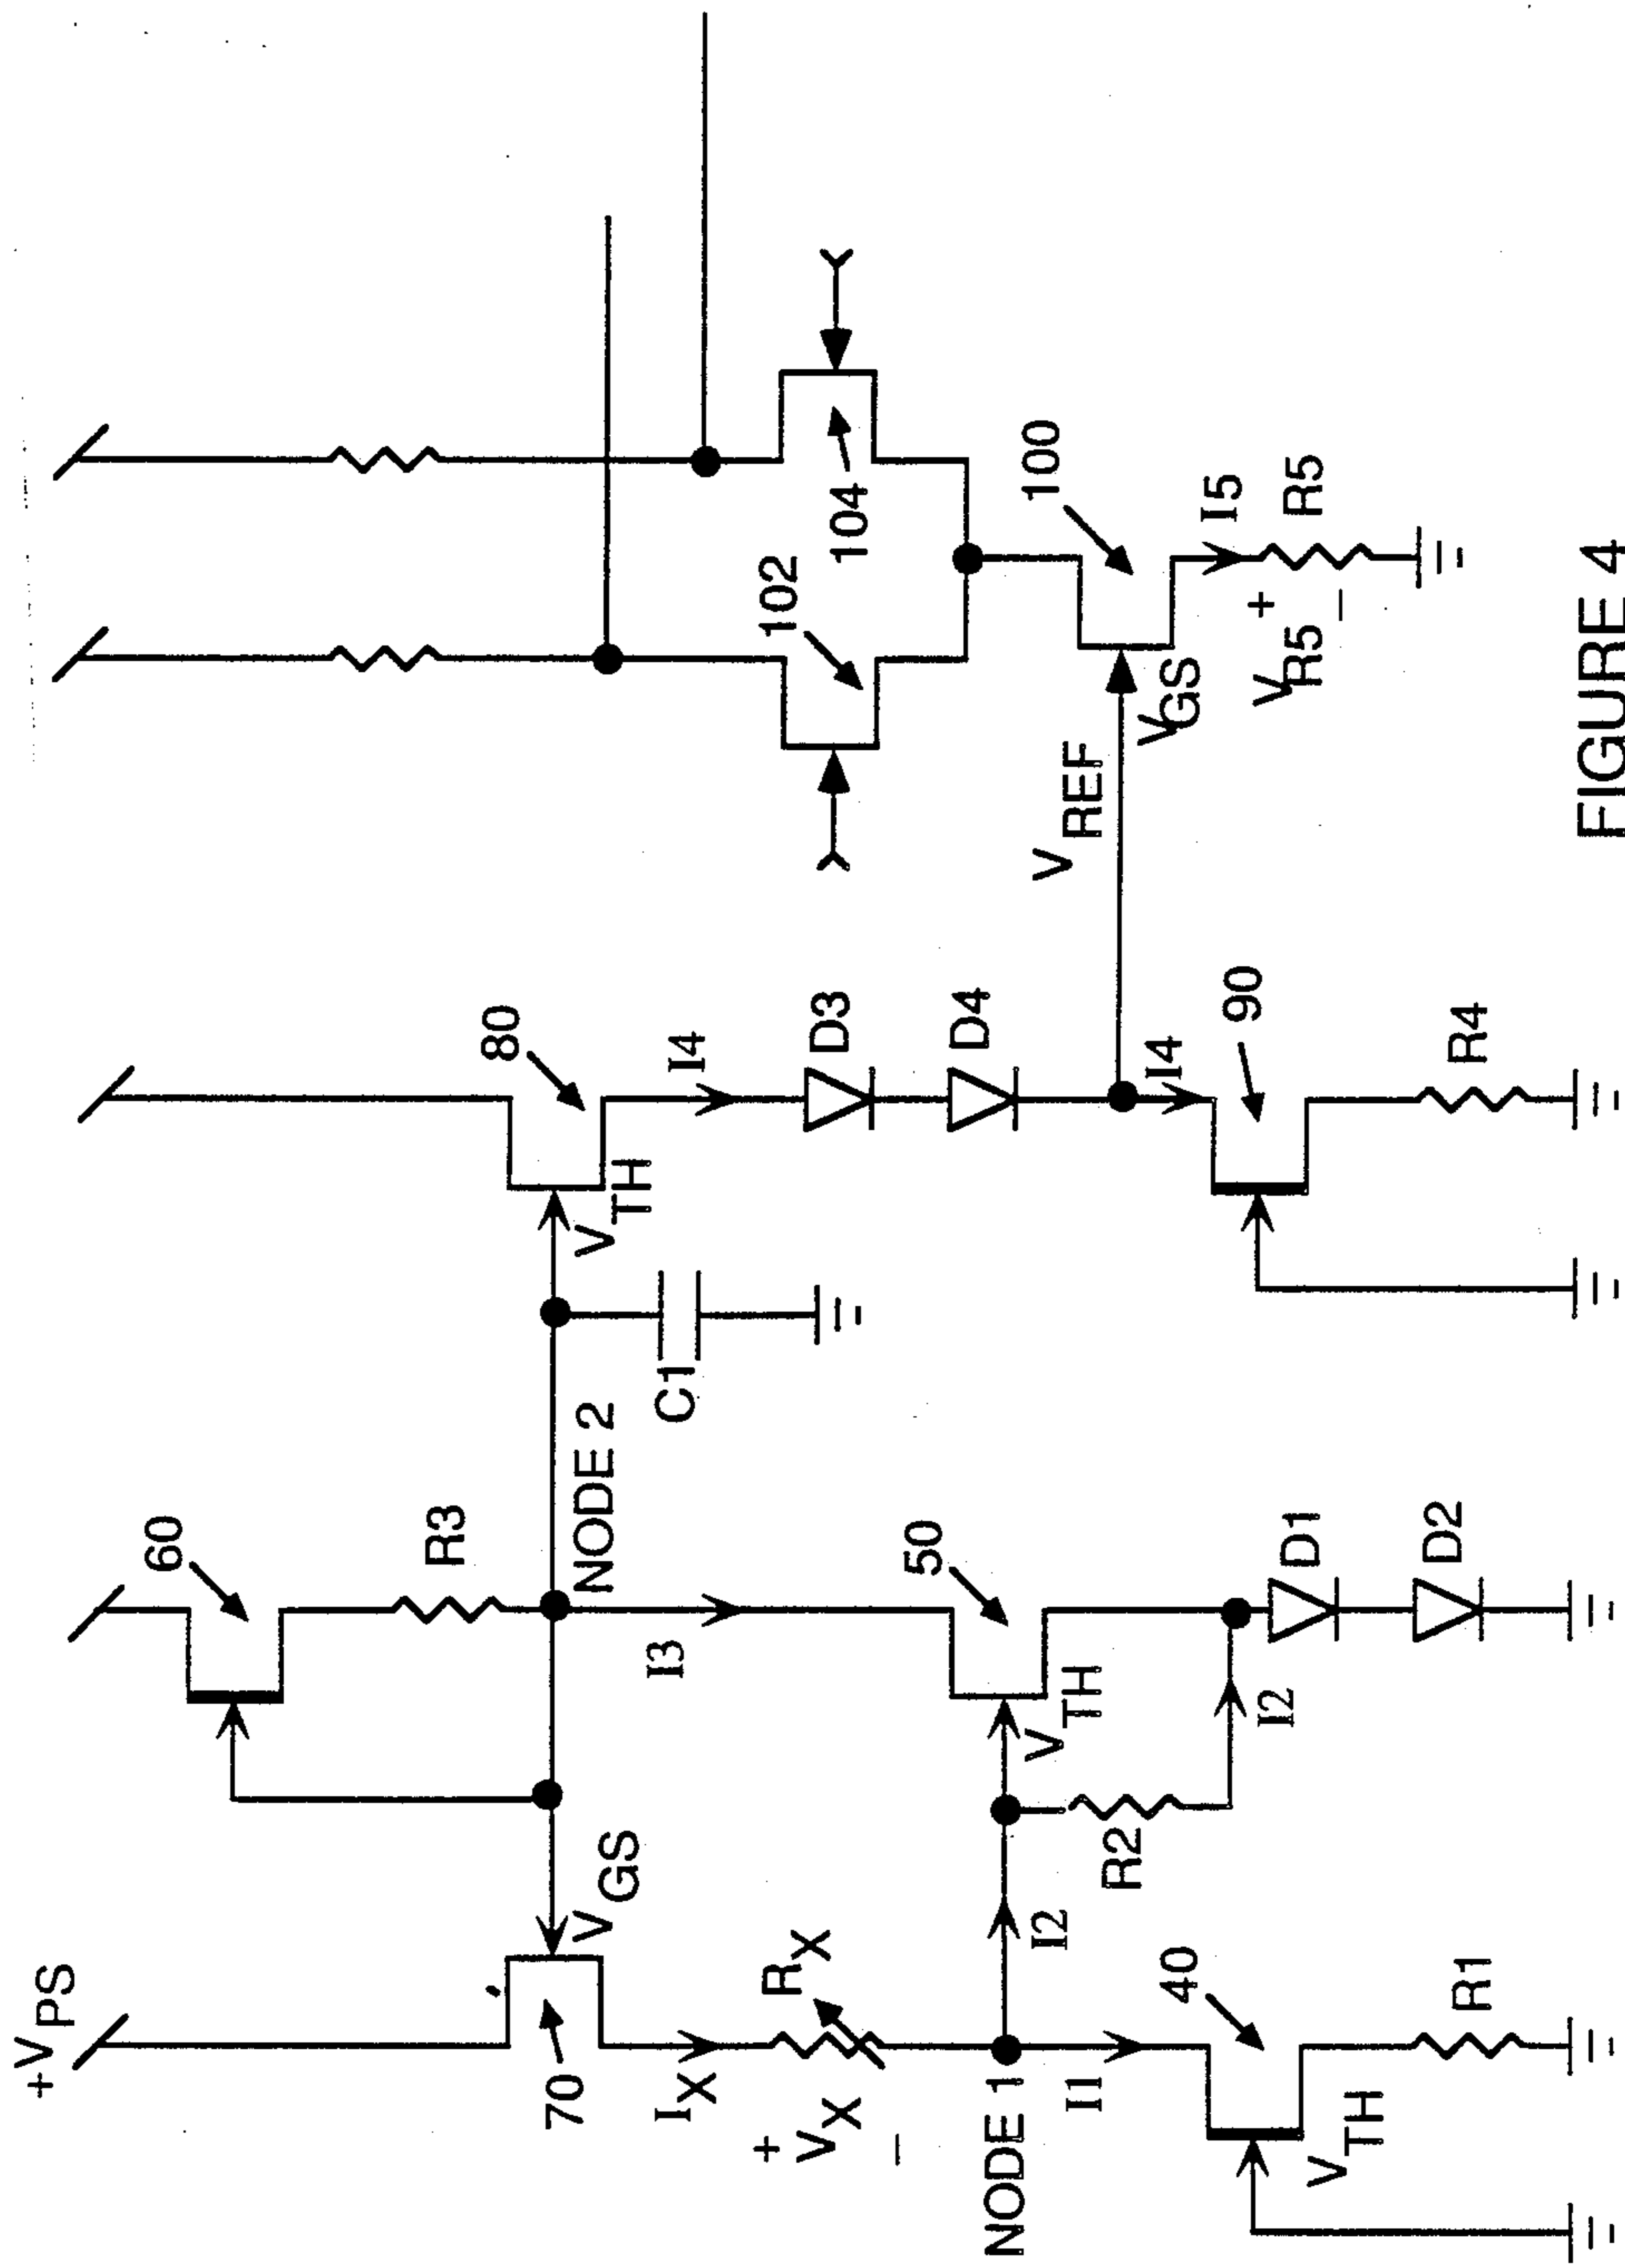 +VPS
60
R3
70
VGS
NODE 2
C1
VTH
80
I4
D3
D4
102
104
IX
+
VX
−
RX
I3
50
VREF
VGS
100
I5
+
VR5
−
R5
NODE 1
I2
VTH
R2
I2
D1
D2
I4
90
R4
I1
40
VTH
R1
FIGURE 4